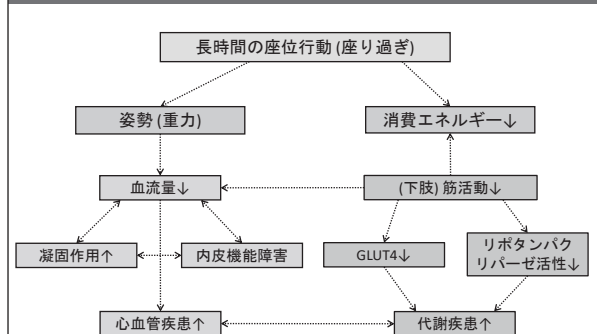 長時間の座位行動 (座り過ぎ)
姿勢 (重力)
消費エネルギー↓
血流量↓
(下肢) 筋活動↓
凝固作用↑
内皮機能障害
GLUT4↓
リポタンパク
リパーゼ活性↓
心血管疾患↑
代謝疾患↑